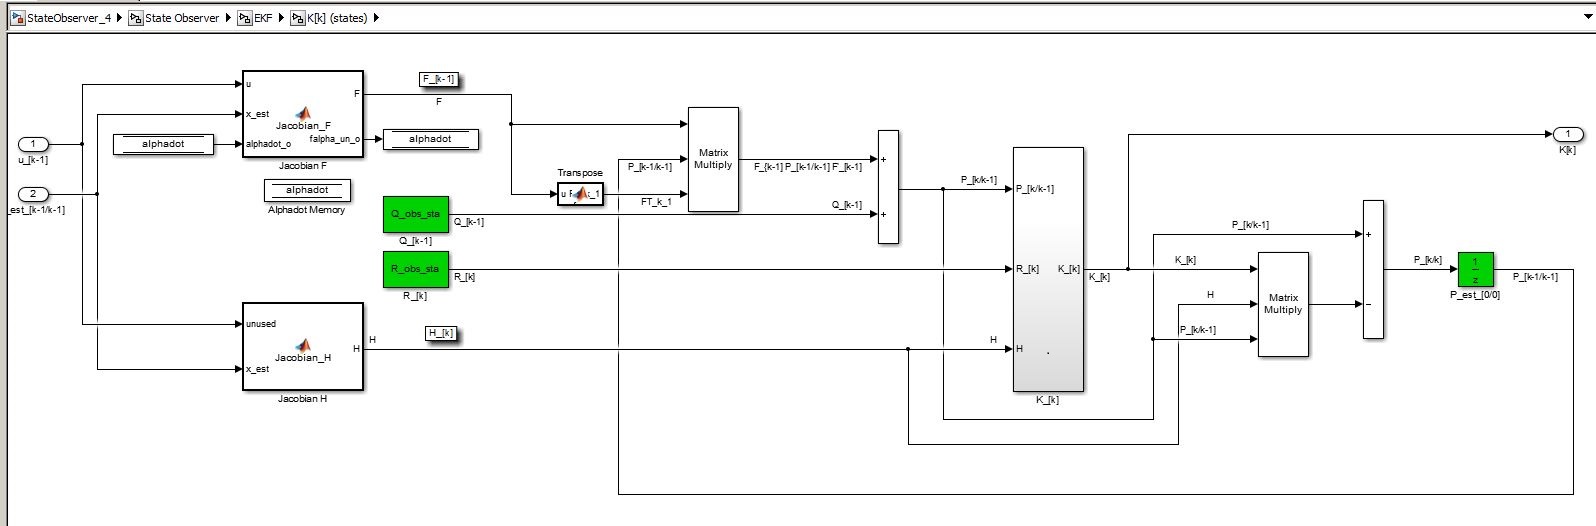 StateObserver_4 ▶ State Observer ▶ EKF ▶ K[k] (states) ▶
1
u_[k-1]
2
_est_[k-1/k-1]
alphadot
u
x_est
alphadot_o
F
falpha_un_o
Jacobian_F
Jacobian F
alphadot
Alphadot Memory
F_[k-1]
F
alphadot
Transpose
FT_k_1
P_[k-1/k-1]
Matrix
Multiply
F_{k-1} P_[k-1/k-1] F'_[k-1]
+
+
Q_obs_sta
Q_[k-1]
Q_[k-1]
Q_[k-1]
R_obs_sta
R_[k]
R_[k]
unused
x_est
H
Jacobian_H
Jacobian H
H
H_[k]
P_[k/k-1]
P_[k/k-1]
R_[k]
K_[k]
H
H
K_[k]
K_[k]
1
K[k]
P_[k/k-1]
K_[k]
H
P_[k/k-1]
Matrix
Multiply
+
−
P_[k/k]
1
z
P_est_[0/0]
P_[k-1/k-1]